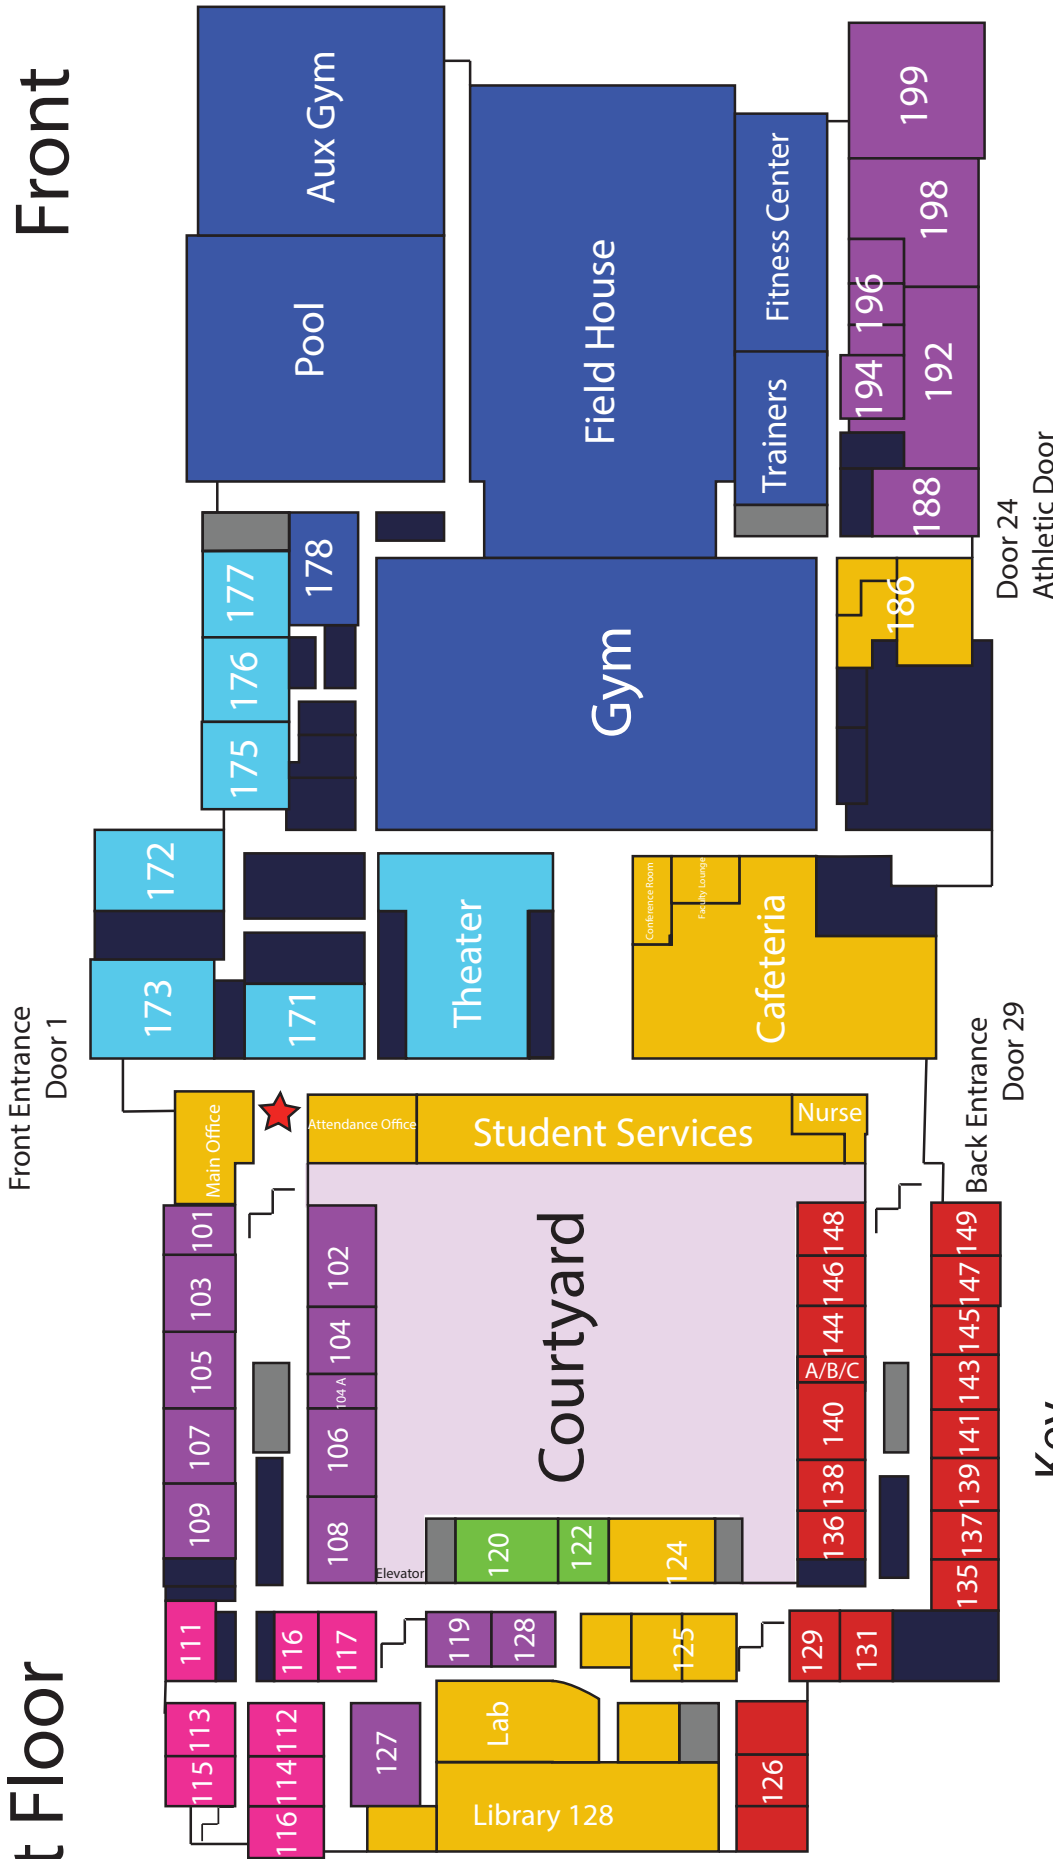 Front
t Floor
Front Entrance
Door 1
Aux Gym
Pool
Field House
Fitness Center
Trainers
199
198
196
194
192
188
Door 24
Athletic Door
186
178
177
176
175
Gym
172
173
171
Theater
Conference Room
Faculty Lounge
Cafeteria
Back Entrance
Door 29
Main Office
Attendance Office
Student Services
Nurse
101
103
105
107
109
102
104
104 A
106
108
Courtyard
148
146
144
A/B/C
140
138
136
149
147
145
143
141
139
137
135
Key
Elevator
120
122
124
111
116
117
119
128
125
129
131
113
115
112
114
116
127
Lab
Library 128
126